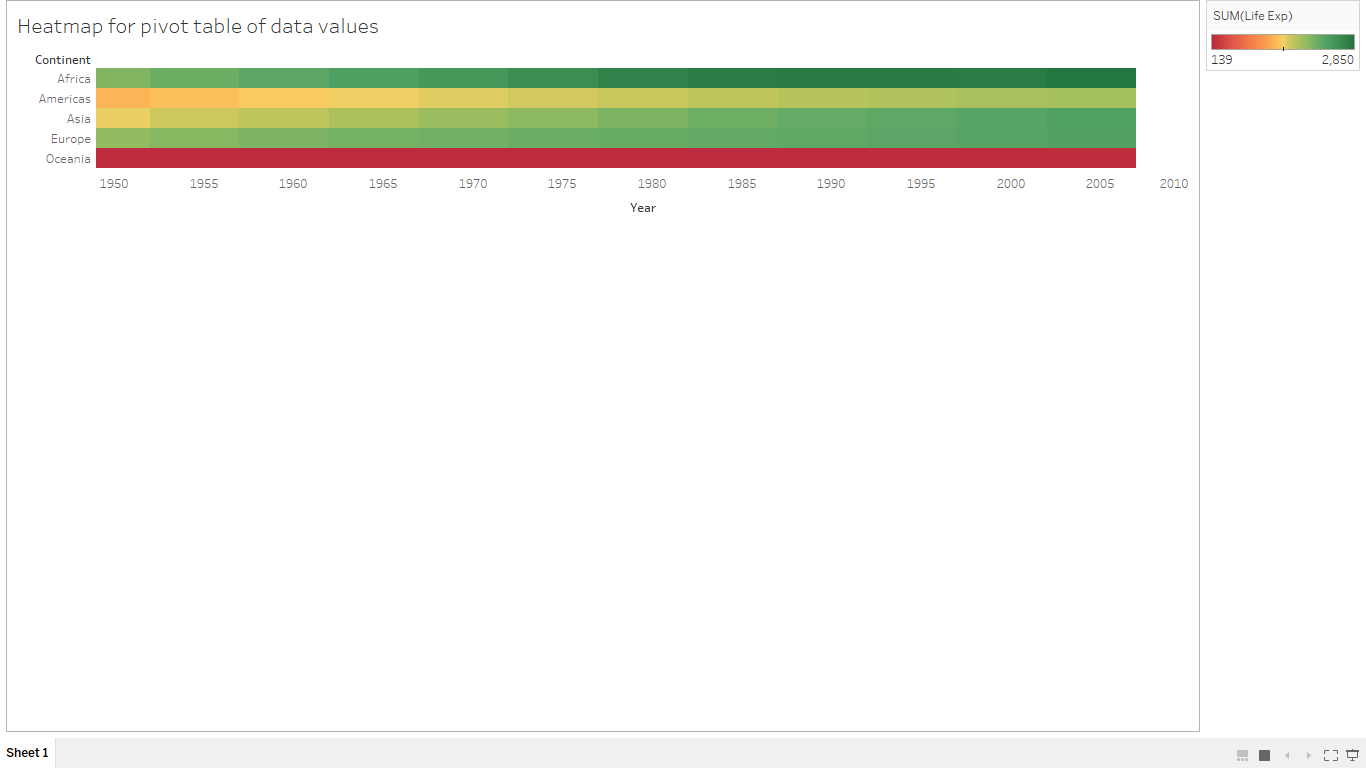 Heatmap for pivot table of data values
Continent
Africa
Americas
Asia
Europe
Oceania
1950 1955 1960 1965 1970 1975 1980 1985 1990 1995 2000 2005 2010
Year
SUM(Life Exp)
139 2,850
Sheet 1